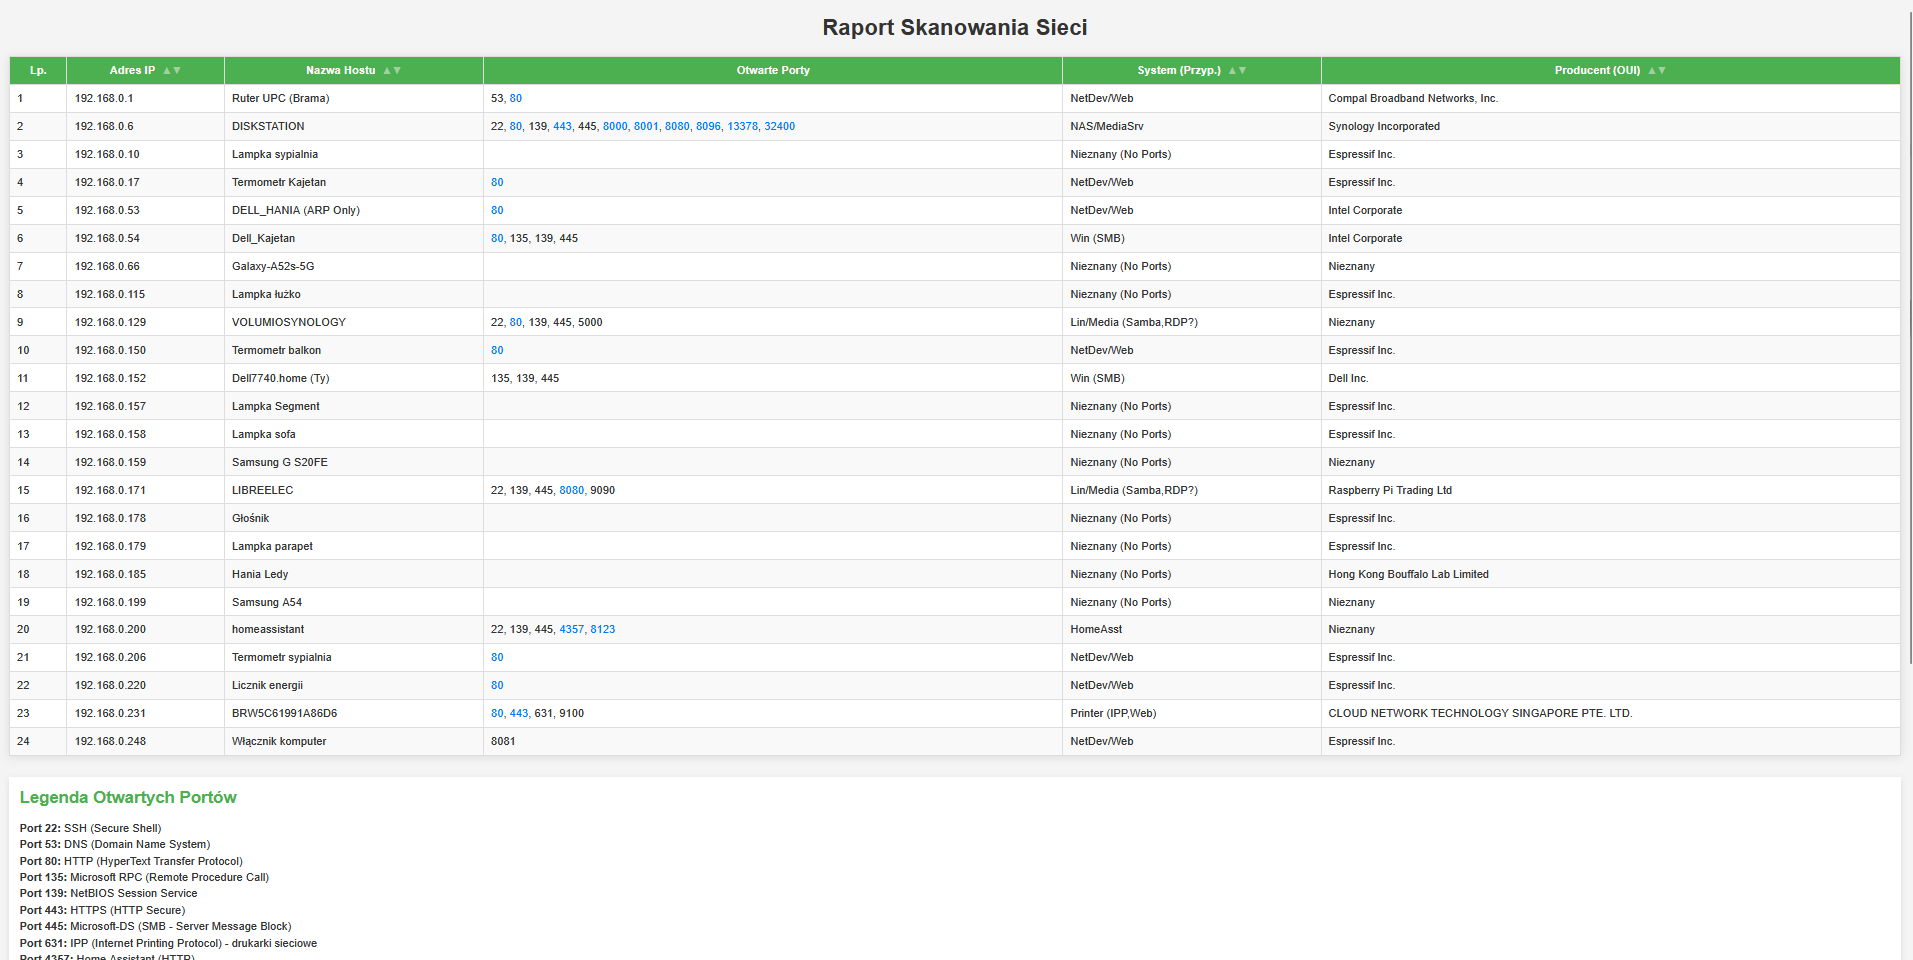 Raport Skanowania Sieci
Lp. Adres IP ▲▼ Nazwa Hostu ▲▼ Otwarte Porty System (Przyp.) ▲▼ Producent (OUI) ▲▼
1 192.168.0.1 Ruter UPC (Brama) 53, 80 NetDev/Web Compal Broadband Networks, Inc.
2 192.168.0.6 DISKSTATION 22, 80, 139, 443, 445, 8000, 8001, 8080, 8096, 13378, 32400 NAS/MediaSrv Synology Incorporated
3 192.168.0.10 Lampka sypialnia Nieznany (No Ports) Espressif Inc.
4 192.168.0.17 Termometr Kajetan 80 NetDev/Web Espressif Inc.
5 192.168.0.53 DELL_HANIA (ARP Only) 80 NetDev/Web Intel Corporate
6 192.168.0.54 Dell_Kajetan 80, 135, 139, 445 Win (SMB) Intel Corporate
7 192.168.0.66 Galaxy-A52s-5G Nieznany (No Ports) Nieznany
8 192.168.0.115 Lampka łużko Nieznany (No Ports) Espressif Inc.
9 192.168.0.129 VOLUMIOSYNOLOGY 22, 80, 139, 445, 5000 Lin/Media (Samba,RDP?) Nieznany
10 192.168.0.150 Termometr balkon 80 NetDev/Web Espressif Inc.
11 192.168.0.152 Dell7740.home (Ty) 135, 139, 445 Win (SMB) Dell Inc.
12 192.168.0.157 Lampka Segment Nieznany (No Ports) Espressif Inc.
13 192.168.0.158 Lampka sofa Nieznany (No Ports) Espressif Inc.
14 192.168.0.159 Samsung G S20FE Nieznany (No Ports) Nieznany
15 192.168.0.171 LIBREELEC 22, 139, 445, 8080, 9090 Lin/Media (Samba,RDP?) Raspberry Pi Trading Ltd
16 192.168.0.178 Głośnik Nieznany (No Ports) Espressif Inc.
17 192.168.0.179 Lampka parapet Nieznany (No Ports) Espressif Inc.
18 192.168.0.185 Hania Ledy Nieznany (No Ports) Hong Kong Bouffalo Lab Limited
19 192.168.0.199 Samsung A54 Nieznany (No Ports) Nieznany
20 192.168.0.200 homeassistant 22, 139, 445, 4357, 8123 HomeAsst Nieznany
21 192.168.0.206 Termometr sypialnia 80 NetDev/Web Espressif Inc.
22 192.168.0.220 Licznik energii 80 NetDev/Web Espressif Inc.
23 192.168.0.231 BRW5C61991A86D6 80, 443, 631, 9100 Printer (IPP,Web) CLOUD NETWORK TECHNOLOGY SINGAPORE PTE. LTD.
24 192.168.0.248 Włącznik komputer 8081 NetDev/Web Espressif Inc.
Legenda Otwartych Portów
Port 22: SSH (Secure Shell)
Port 53: DNS (Domain Name System)
Port 80: HTTP (HyperText Transfer Protocol)
Port 135: Microsoft RPC (Remote Procedure Call)
Port 139: NetBIOS Session Service
Port 443: HTTPS (HTTP Secure)
Port 445: Microsoft-DS (SMB - Server Message Block)
Port 631: IPP (Internet Printing Protocol) - drukarki sieciowe
Port 4357: Home Assistant (HTTP)